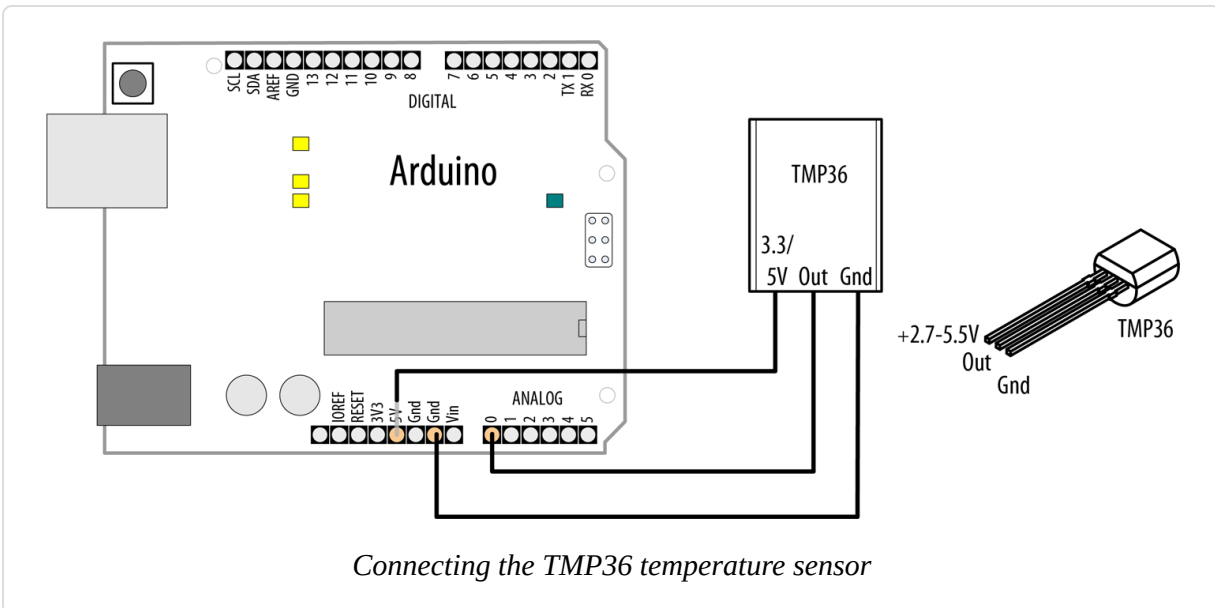 SCL
SDA
AREF
GND
13
12
11
10
9
8
7
6
5
4
3
2
TX 1
RX 0
DIGITAL
Arduino
TMP36
3.3/
5V Out Gnd
+2.7-5.5V
Out
Gnd
TMP36
IOREF
RESET
3V3
5V
Gnd
Gnd
Vin
ANALOG
0
1
2
3
4
5
Connecting the TMP36 temperature sensor